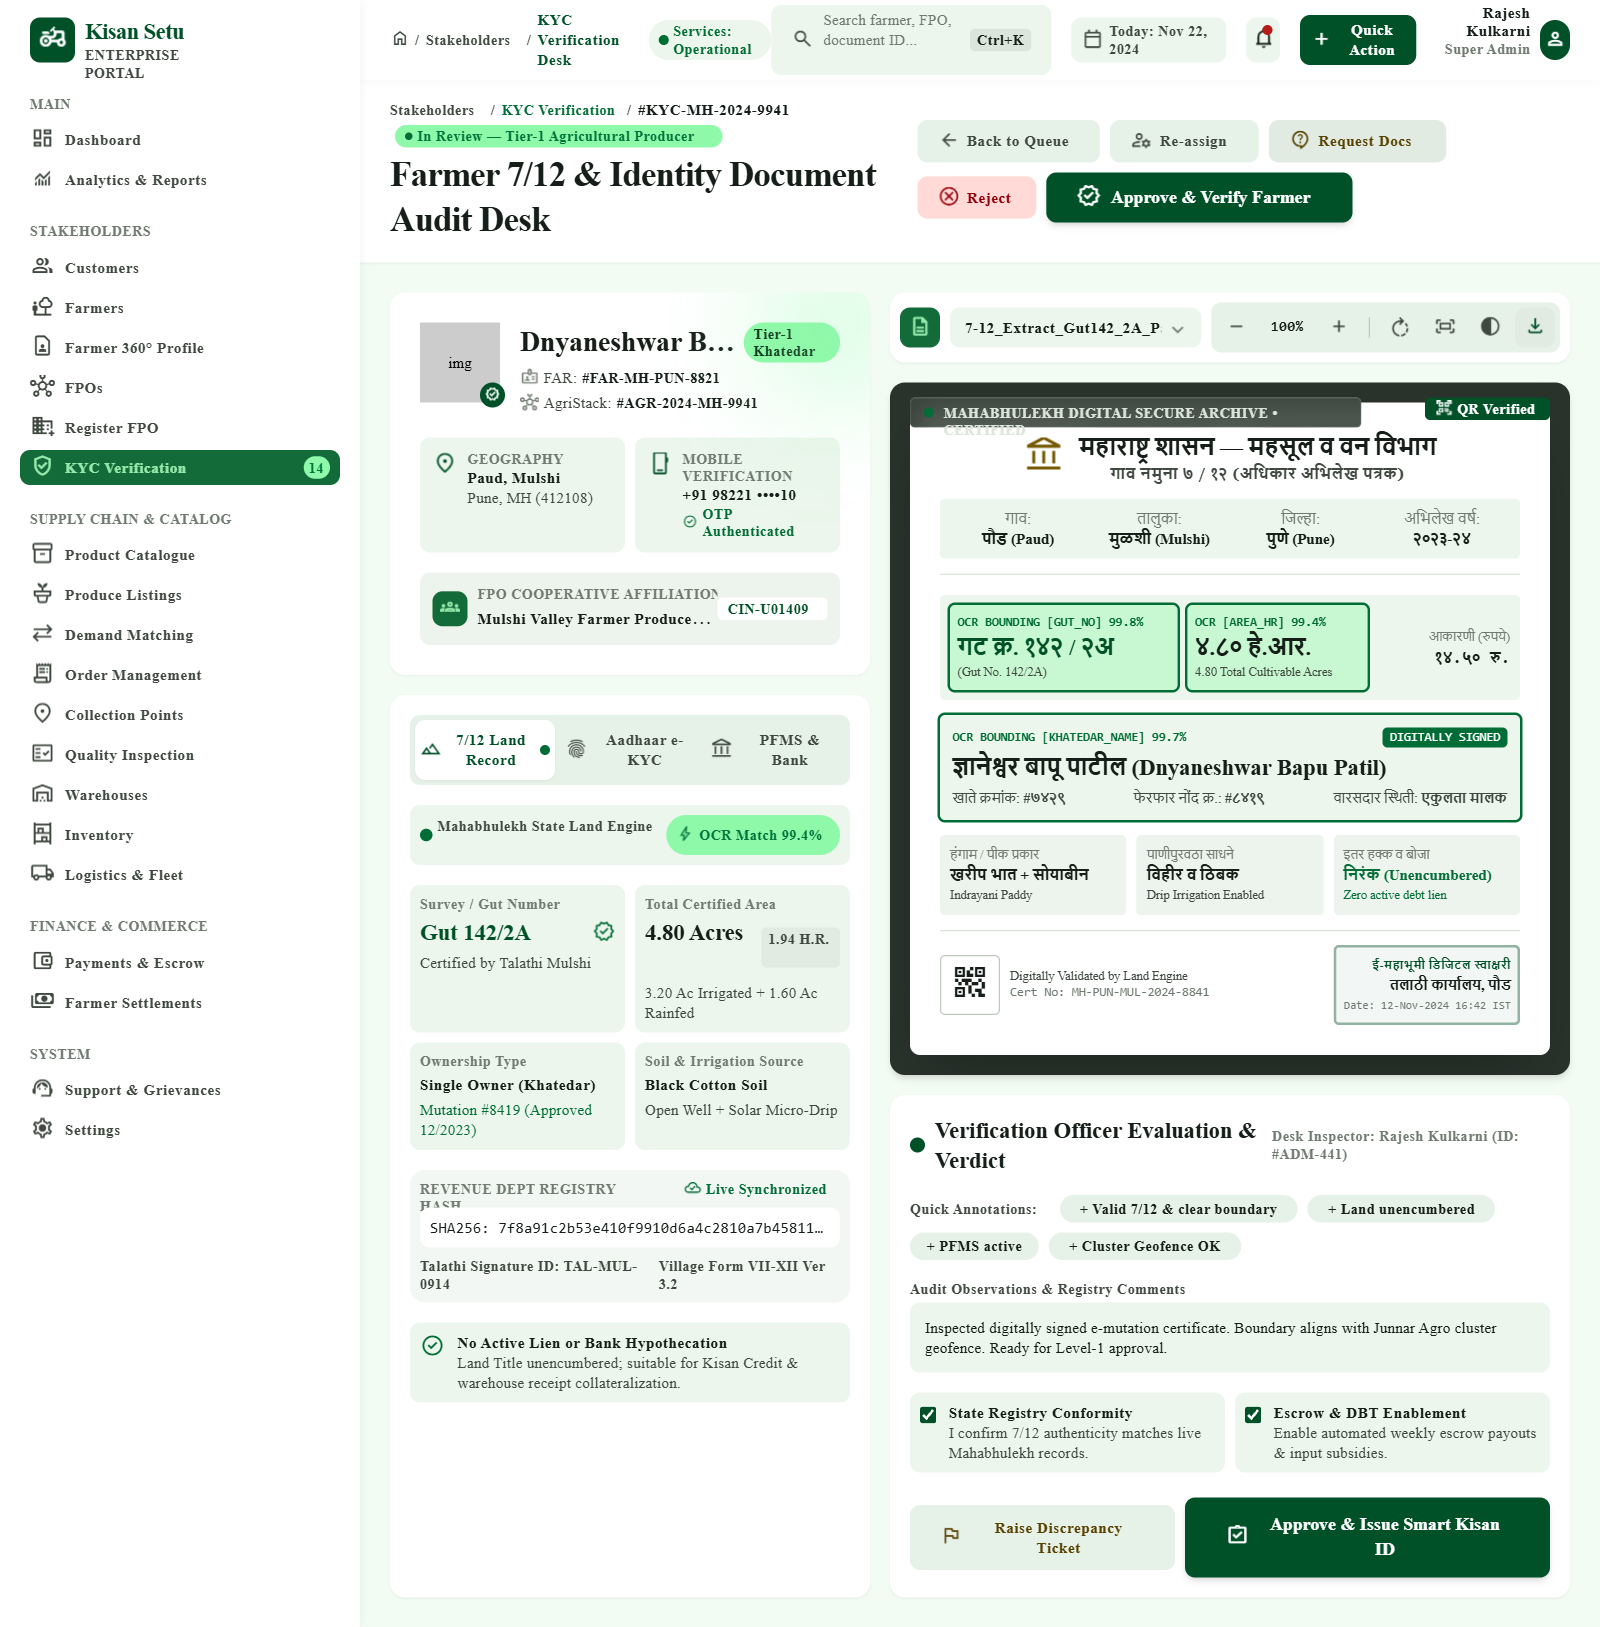 Kisan Setu
ENTERPRISE
PORTAL
MAIN
Dashboard
Analytics & Reports
STAKEHOLDERS
Customers
Farmers
Farmer 360° Profile
FPOs
Register FPO
KYC Verification 14
SUPPLY CHAIN & CATALOG
Product Catalogue
Produce Listings
Demand Matching
Order Management
Collection Points
Quality Inspection
Warehouses
Inventory
Logistics & Fleet
FINANCE & COMMERCE
Payments & Escrow
Farmer Settlements
SYSTEM
Support & Grievances
Settings
/ Stakeholders / KYC
Verification
Desk
Services:
Operational
Search farmer, FPO,
document ID...
Ctrl+K
Today: Nov 22,
2024
Quick
Action
Rajesh
Kulkarni
Super Admin
Stakeholders / KYC Verification / #KYC-MH-2024-9941
In Review — Tier-1 Agricultural Producer
Farmer 7/12 & Identity Document
Audit Desk
Back to Queue
Re-assign
Request Docs
Reject
Approve & Verify Farmer
img
Dnyaneshwar B...
Tier-1
Khatedar
FAR: #FAR-MH-PUN-8821
AgriStack: #AGR-2024-MH-9941
GEOGRAPHY
Paud, Mulshi
Pune, MH (412108)
MOBILE
VERIFICATION
+91 98221 ••••10
OTP
Authenticated
FPO COOPERATIVE AFFILIATION
Mulshi Valley Farmer Produce...
CIN-U01409
7/12 Land
Record
Aadhaar e-
KYC
PFMS &
Bank
Mahabhulekh State Land Engine
OCR Match 99.4%
Survey / Gut Number
Gut 142/2A
Certified by Talathi Mulshi
Total Certified Area
4.80 Acres
1.94 H.R.
3.20 Ac Irrigated + 1.60 Ac
Rainfed
Ownership Type
Single Owner (Khatedar)
Mutation #8419 (Approved
12/2023)
Soil & Irrigation Source
Black Cotton Soil
Open Well + Solar Micro-Drip
REVENUE DEPT REGISTRY
HASH
Live Synchronized
SHA256: 7f8a91c2b53e410f9910d6a4c2810a7b45811…
Talathi Signature ID: TAL-MUL-
0914
Village Form VII-XII Ver
3.2
No Active Lien or Bank Hypothecation
Land Title unencumbered; suitable for Kisan Credit &
warehouse receipt collateralization.
7-12_Extract_Gut142_2A_P
100%
MAHABHULEKH DIGITAL SECURE ARCHIVE •
CERTIFIED
QR Verified
महाराष्ट्र शासन — महसूल व वन विभाग
गाव नमुना ७ / १२ (अधिकार अभिलेख पत्रक)
गाव:
पौड (Paud)
तालुका:
मुळशी (Mulshi)
जिल्हा:
पुणे (Pune)
अभिलेख वर्ष:
२०२३-२४
OCR BOUNDING [GUT_NO] 99.8%
गट क्र. १४२ / २अ
(Gut No. 142/2A)
OCR [AREA_HR] 99.4%
४.८० हे.आर.
4.80 Total Cultivable Acres
आकारणी (रुपये)
१४.५० रु.
OCR BOUNDING [KHATEDAR_NAME] 99.7%
DIGITALLY SIGNED
ज्ञानेश्वर बापू पाटील (Dnyaneshwar Bapu Patil)
खाते क्रमांक: #७४२९
फेरफार नोंद क्र.: #८४१९
वारसदार स्थिती: एकुलता मालक
हंगाम / पीक प्रकार
खरीप भात + सोयाबीन
Indrayani Paddy
पाणीपुरवठा साधने
विहीर व ठिबक
Drip Irrigation Enabled
इतर हक्क व बोजा
निरंक (Unencumbered)
Zero active debt lien
Digitally Validated by Land Engine
Cert No: MH-PUN-MUL-2024-8841
ई-महाभूमी डिजिटल स्वाक्षरी
तलाठी कार्यालय, पौड
Date: 12-Nov-2024 16:42 IST
Verification Officer Evaluation &
Verdict
Desk Inspector: Rajesh Kulkarni (ID:
#ADM-441)
Quick Annotations:
+ Valid 7/12 & clear boundary
+ Land unencumbered
+ PFMS active
+ Cluster Geofence OK
Audit Observations & Registry Comments
Inspected digitally signed e-mutation certificate. Boundary aligns with Junnar Agro cluster
geofence. Ready for Level-1 approval.
State Registry Conformity
I confirm 7/12 authenticity matches live
Mahabhulekh records.
Escrow & DBT Enablement
Enable automated weekly escrow payouts
& input subsidies.
Raise Discrepancy
Ticket
Approve & Issue Smart Kisan
ID